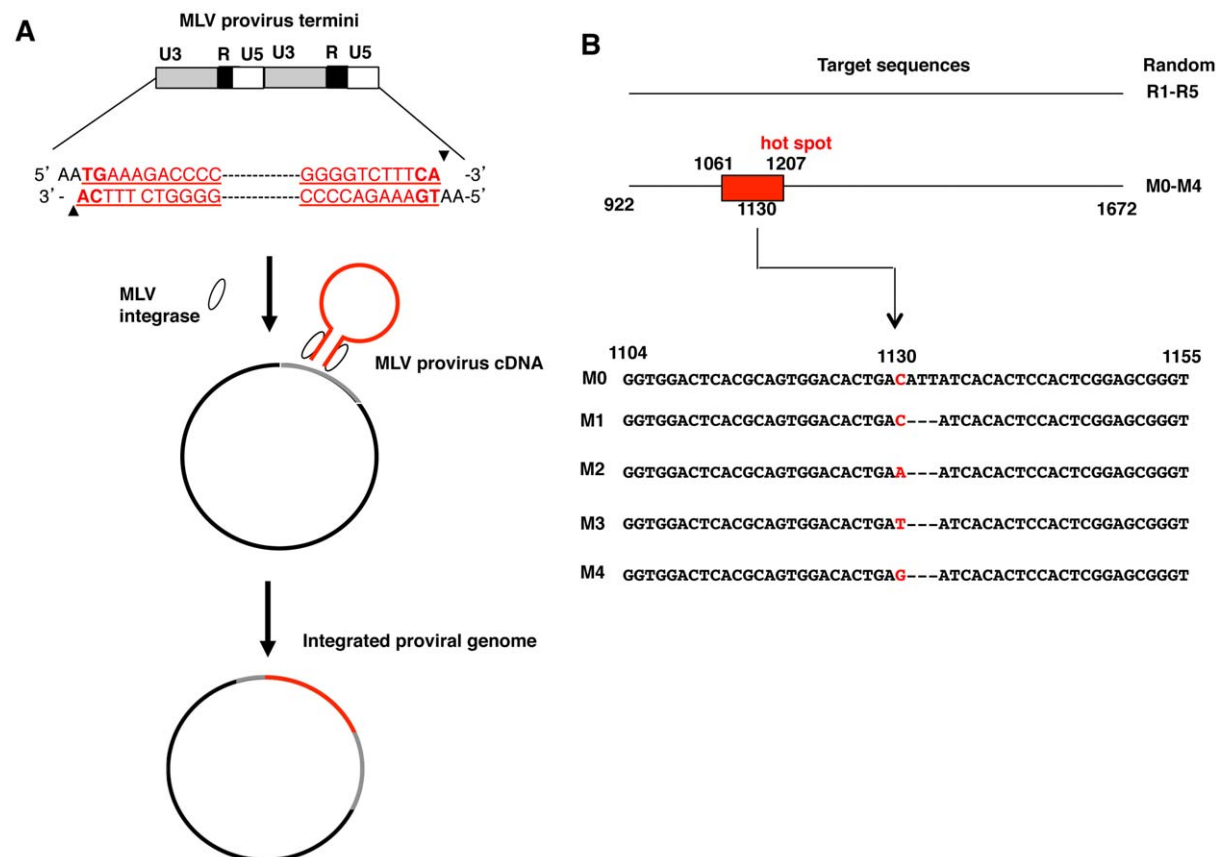 A
MLV provirus termini
U3 R U5 U3 R U5
5’ AATGAAAGACCCC-----------GGGGTCTTTCA -3’
3’ - ACTTT CTGGGG-----------CCCCAGAAAGTAA-5’
MLV
integrase
MLV provirus cDNA
Integrated proviral genome
B
Target sequences
Random
R1-R5
hot spot
1061 1207
M0-M4
922 1130 1672
1104 1130 1155
M0 GGTGGACTCACGCAGTGGACACTGACATTATCACACTCCACTCGGAGCGGGT
M1 GGTGGACTCACGCAGTGGACACTGAC---ATCACACTCCACTCGGAGCGGGT
M2 GGTGGACTCACGCAGTGGACACTGAA---ATCACACTCCACTCGGAGCGGGT
M3 GGTGGACTCACGCAGTGGACACTGAT---ATCACACTCCACTCGGAGCGGGT
M4 GGTGGACTCACGCAGTGGACACTGAG---ATCACACTCCACTCGGAGCGGGT